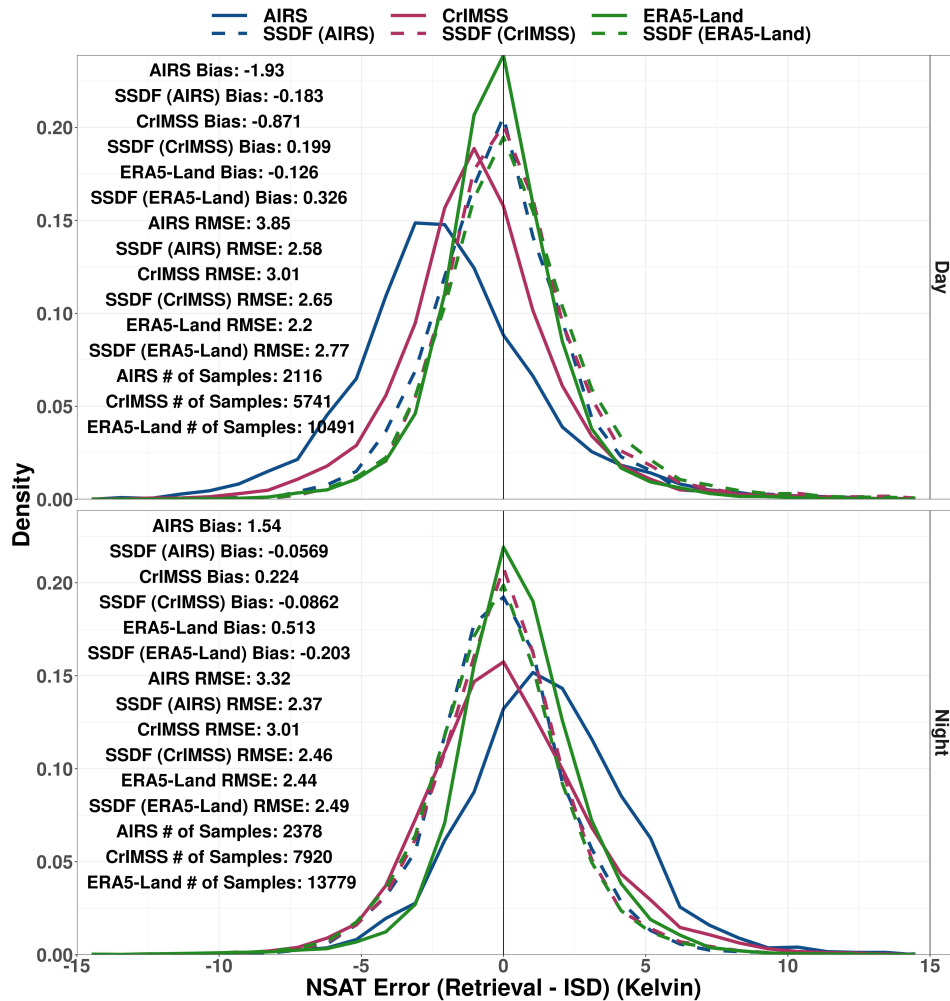 AIRS CrIMSS ERA5-Land
SSDF (AIRS) SSDF (CrIMSS) SSDF (ERA5-Land)
AIRS Bias: -1.93
SSDF (AIRS) Bias: -0.183
CrIMSS Bias: -0.871
SSDF (CrIMSS) Bias: 0.199
ERA5-Land Bias: -0.126
SSDF (ERA5-Land) Bias: 0.326
AIRS RMSE: 3.85
SSDF (AIRS) RMSE: 2.58
CrIMSS RMSE: 3.01
SSDF (CrIMSS) RMSE: 2.65
ERA5-Land RMSE: 2.2
SSDF (ERA5-Land) RMSE: 2.77
AIRS # of Samples: 2116
CrIMSS # of Samples: 5741
ERA5-Land # of Samples: 10491
0.20
0.15
0.10
0.05
0.00
Day
Density
AIRS Bias: 1.54
SSDF (AIRS) Bias: -0.0569
CrIMSS Bias: 0.224
SSDF (CrIMSS) Bias: -0.0862
ERA5-Land Bias: 0.513
SSDF (ERA5-Land) Bias: -0.203
AIRS RMSE: 3.32
SSDF (AIRS) RMSE: 2.37
CrIMSS RMSE: 3.01
SSDF (CrIMSS) RMSE: 2.46
ERA5-Land RMSE: 2.44
SSDF (ERA5-Land) RMSE: 2.49
AIRS # of Samples: 2378
CrIMSS # of Samples: 7920
ERA5-Land # of Samples: 13779
0.20
0.15
0.10
0.05
0.00
Night
-15 -10 -5 0 5 10 15
NSAT Error (Retrieval - ISD) (Kelvin)